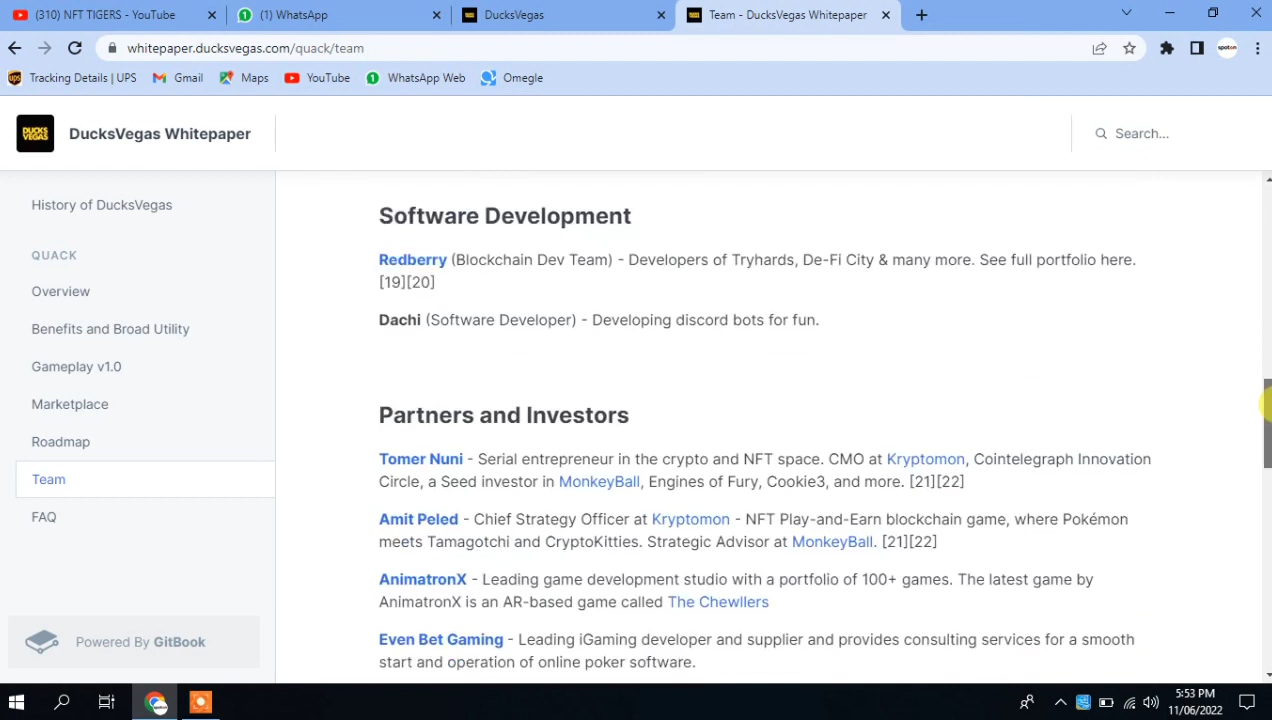 (310) NFT TIGERS - YouTube
(1) WhatsApp
DucksVegas
Team - DucksVegas Whitepaper
whitepaper.ducksvegas.com/quack/team
spoton
Tracking Details | UPS
Gmail
Maps
YouTube
WhatsApp Web
Omegle
DUCKS VEGAS
DucksVegas Whitepaper
Search...
History of DucksVegas
QUACK
Overview
Benefits and Broad Utility
Gameplay v1.0
Marketplace
Roadmap
Team
FAQ
Powered By GitBook
Software Development
Redberry (Blockchain Dev Team) - Developers of Tryhards, De-Fi City & many more. See full portfolio here.
[19][20]
Dachi (Software Developer) - Developing discord bots for fun.
Partners and Investors
Tomer Nuni - Serial entrepreneur in the crypto and NFT space. CMO at Kryptomon, Cointelegraph Innovation
Circle, a Seed investor in MonkeyBall, Engines of Fury, Cookie3, and more. [21][22]
Amit Peled - Chief Strategy Officer at Kryptomon - NFT Play-and-Earn blockchain game, where Pokémon
meets Tamagotchi and CryptoKitties. Strategic Advisor at MonkeyBall. [21][22]
AnimatronX - Leading game development studio with a portfolio of 100+ games. The latest game by
AnimatronX is an AR-based game called The Chewllers
Even Bet Gaming - Leading iGaming developer and supplier and provides consulting services for a smooth
start and operation of online poker software.
5:53 PM
11/06/2022